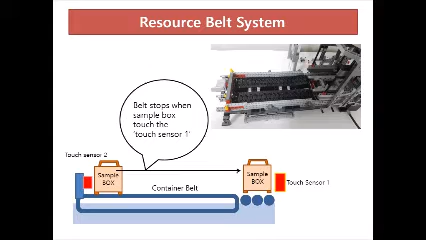 Resource Belt System
Belt stops when
sample box
touch the
'touch sensor 1'
Touch sensor 2
Sample
BOX
Sample
BOX
Touch Sensor 1
Container Belt